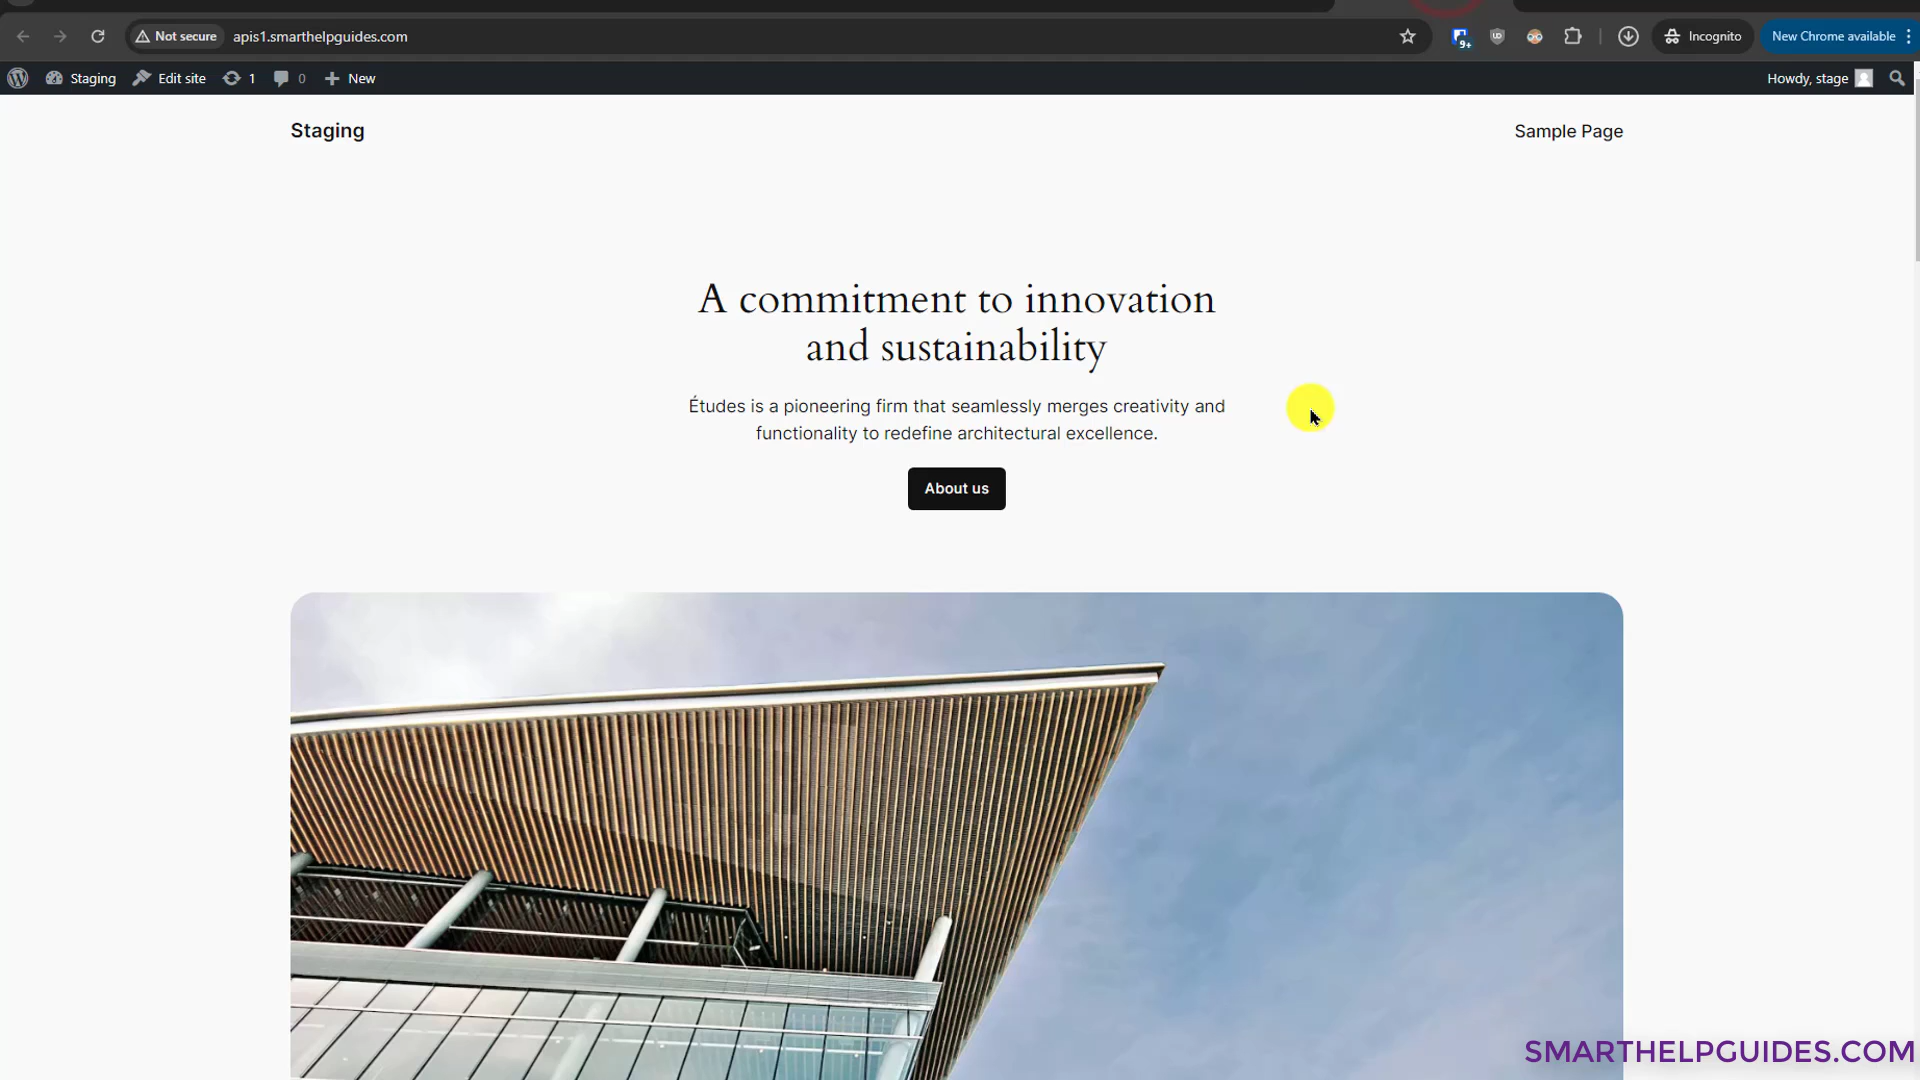 Not secure apis1.smarthelpguides.com 9+ Incognito New Chrome available
Staging Edit site 1 0 New Howdy, stage
Staging Sample Page
A commitment to innovation
and sustainability
Études is a pioneering firm that seamlessly merges creativity and
functionality to redefine architectural excellence.
About us
SMARTHELPGUIDES.COM